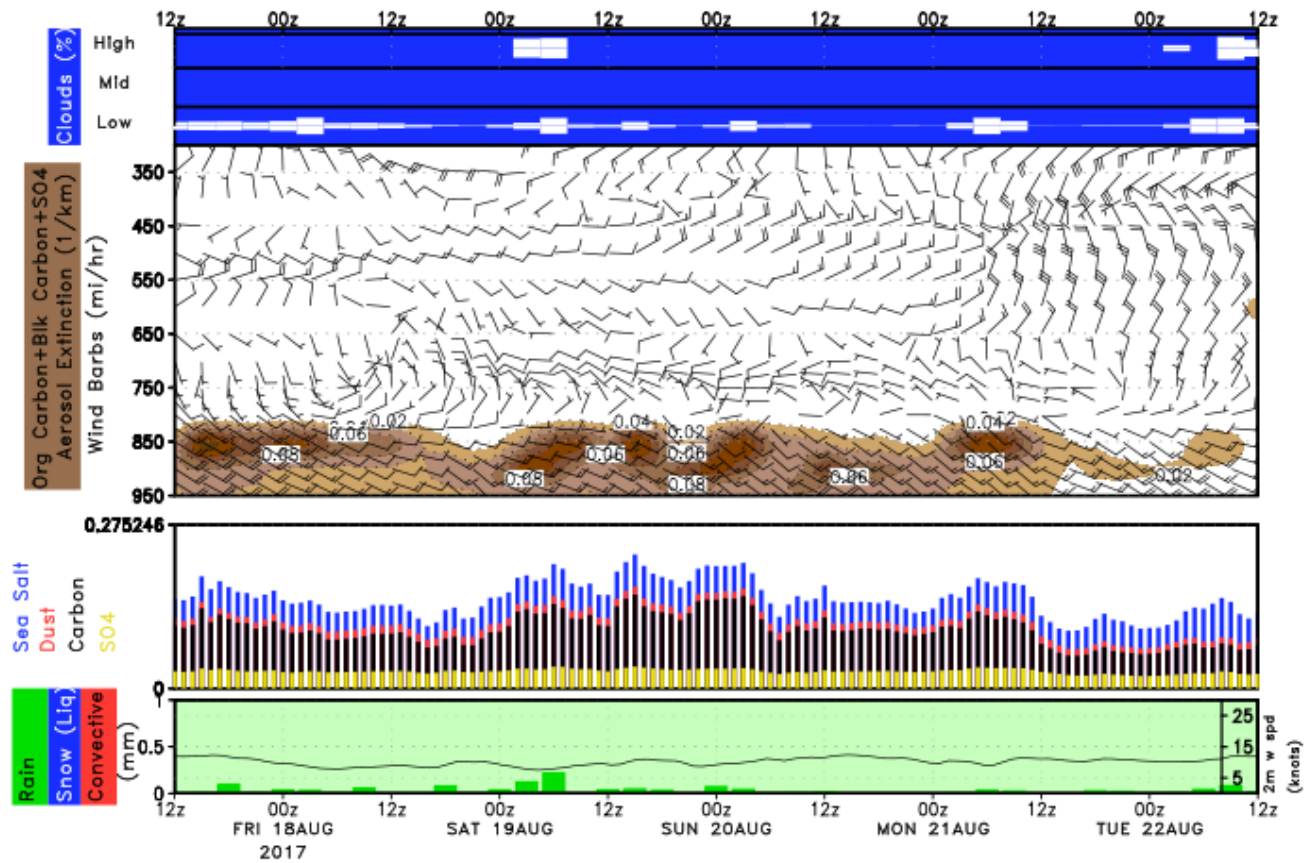 12z 00z 12z 00z 12z 00z 12z 00z 12z 00z 12z
Clouds (%)
High
Mid
Low
Org Carbon+Blk Carbon+SO4
Aerosol Extinction (1/km)
Wind Barbs (mi/hr)
350
450
550
650
750
850
950
0.02
0.06
0.08
0.04
0.02
0.06
0.06
0.08
0.08
0.06
0.06
0.02
0.275246
0
Sea Salt
Dust
Carbon
SO4
Rain
Snow (Liq)
Convective
(mm)
1
0.5
0
25
15
5
2m w spd
(knots)
12z 00z 12z 00z 12z 00z 12z 00z 12z 00z 12z
FRI 18AUG SAT 19AUG SUN 20AUG MON 21AUG TUE 22AUG
2017